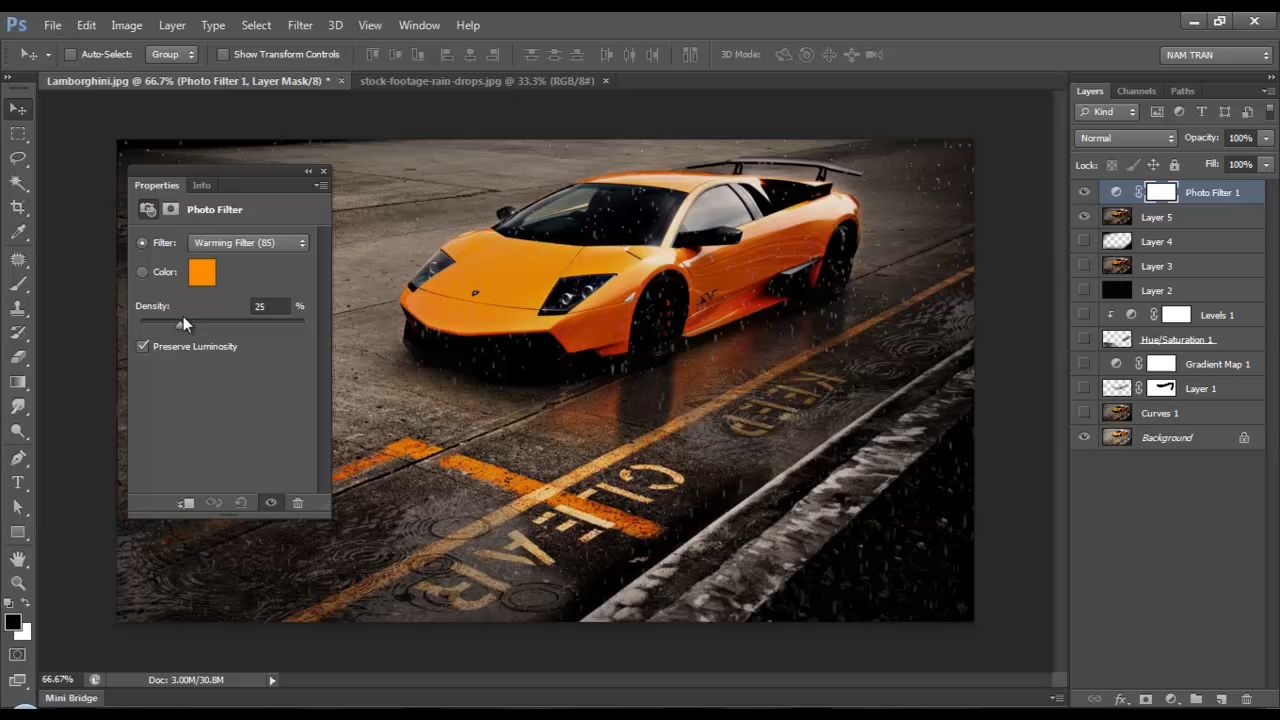 Ps File Edit Image Layer Type Select Filter 3D View Window Help
Auto-Select: Group Show Transform Controls 3D Mode: NAM TRAN
Lamborghini.jpg @ 66.7% (Photo Filter 1, Layer Mask/8) * × stock-footage-rain-drops.jpg @ 33.3% (RGB/8#) ×
Properties Info
Photo Filter
Filter: Warming Filter (85)
Color:
Density: 25 %
Preserve Luminosity
KEEP
CLEAR
Layers Channels Paths
Kind
Normal Opacity: 100%
Lock: Fill: 100%
Photo Filter 1
Layer 5
Layer 4
Layer 3
Layer 2
Levels 1
Hue/Saturation 1
Gradient Map 1
Layer 1
Curves 1
Background
66.67% Doc: 3.00M/30.8M
Mini Bridge